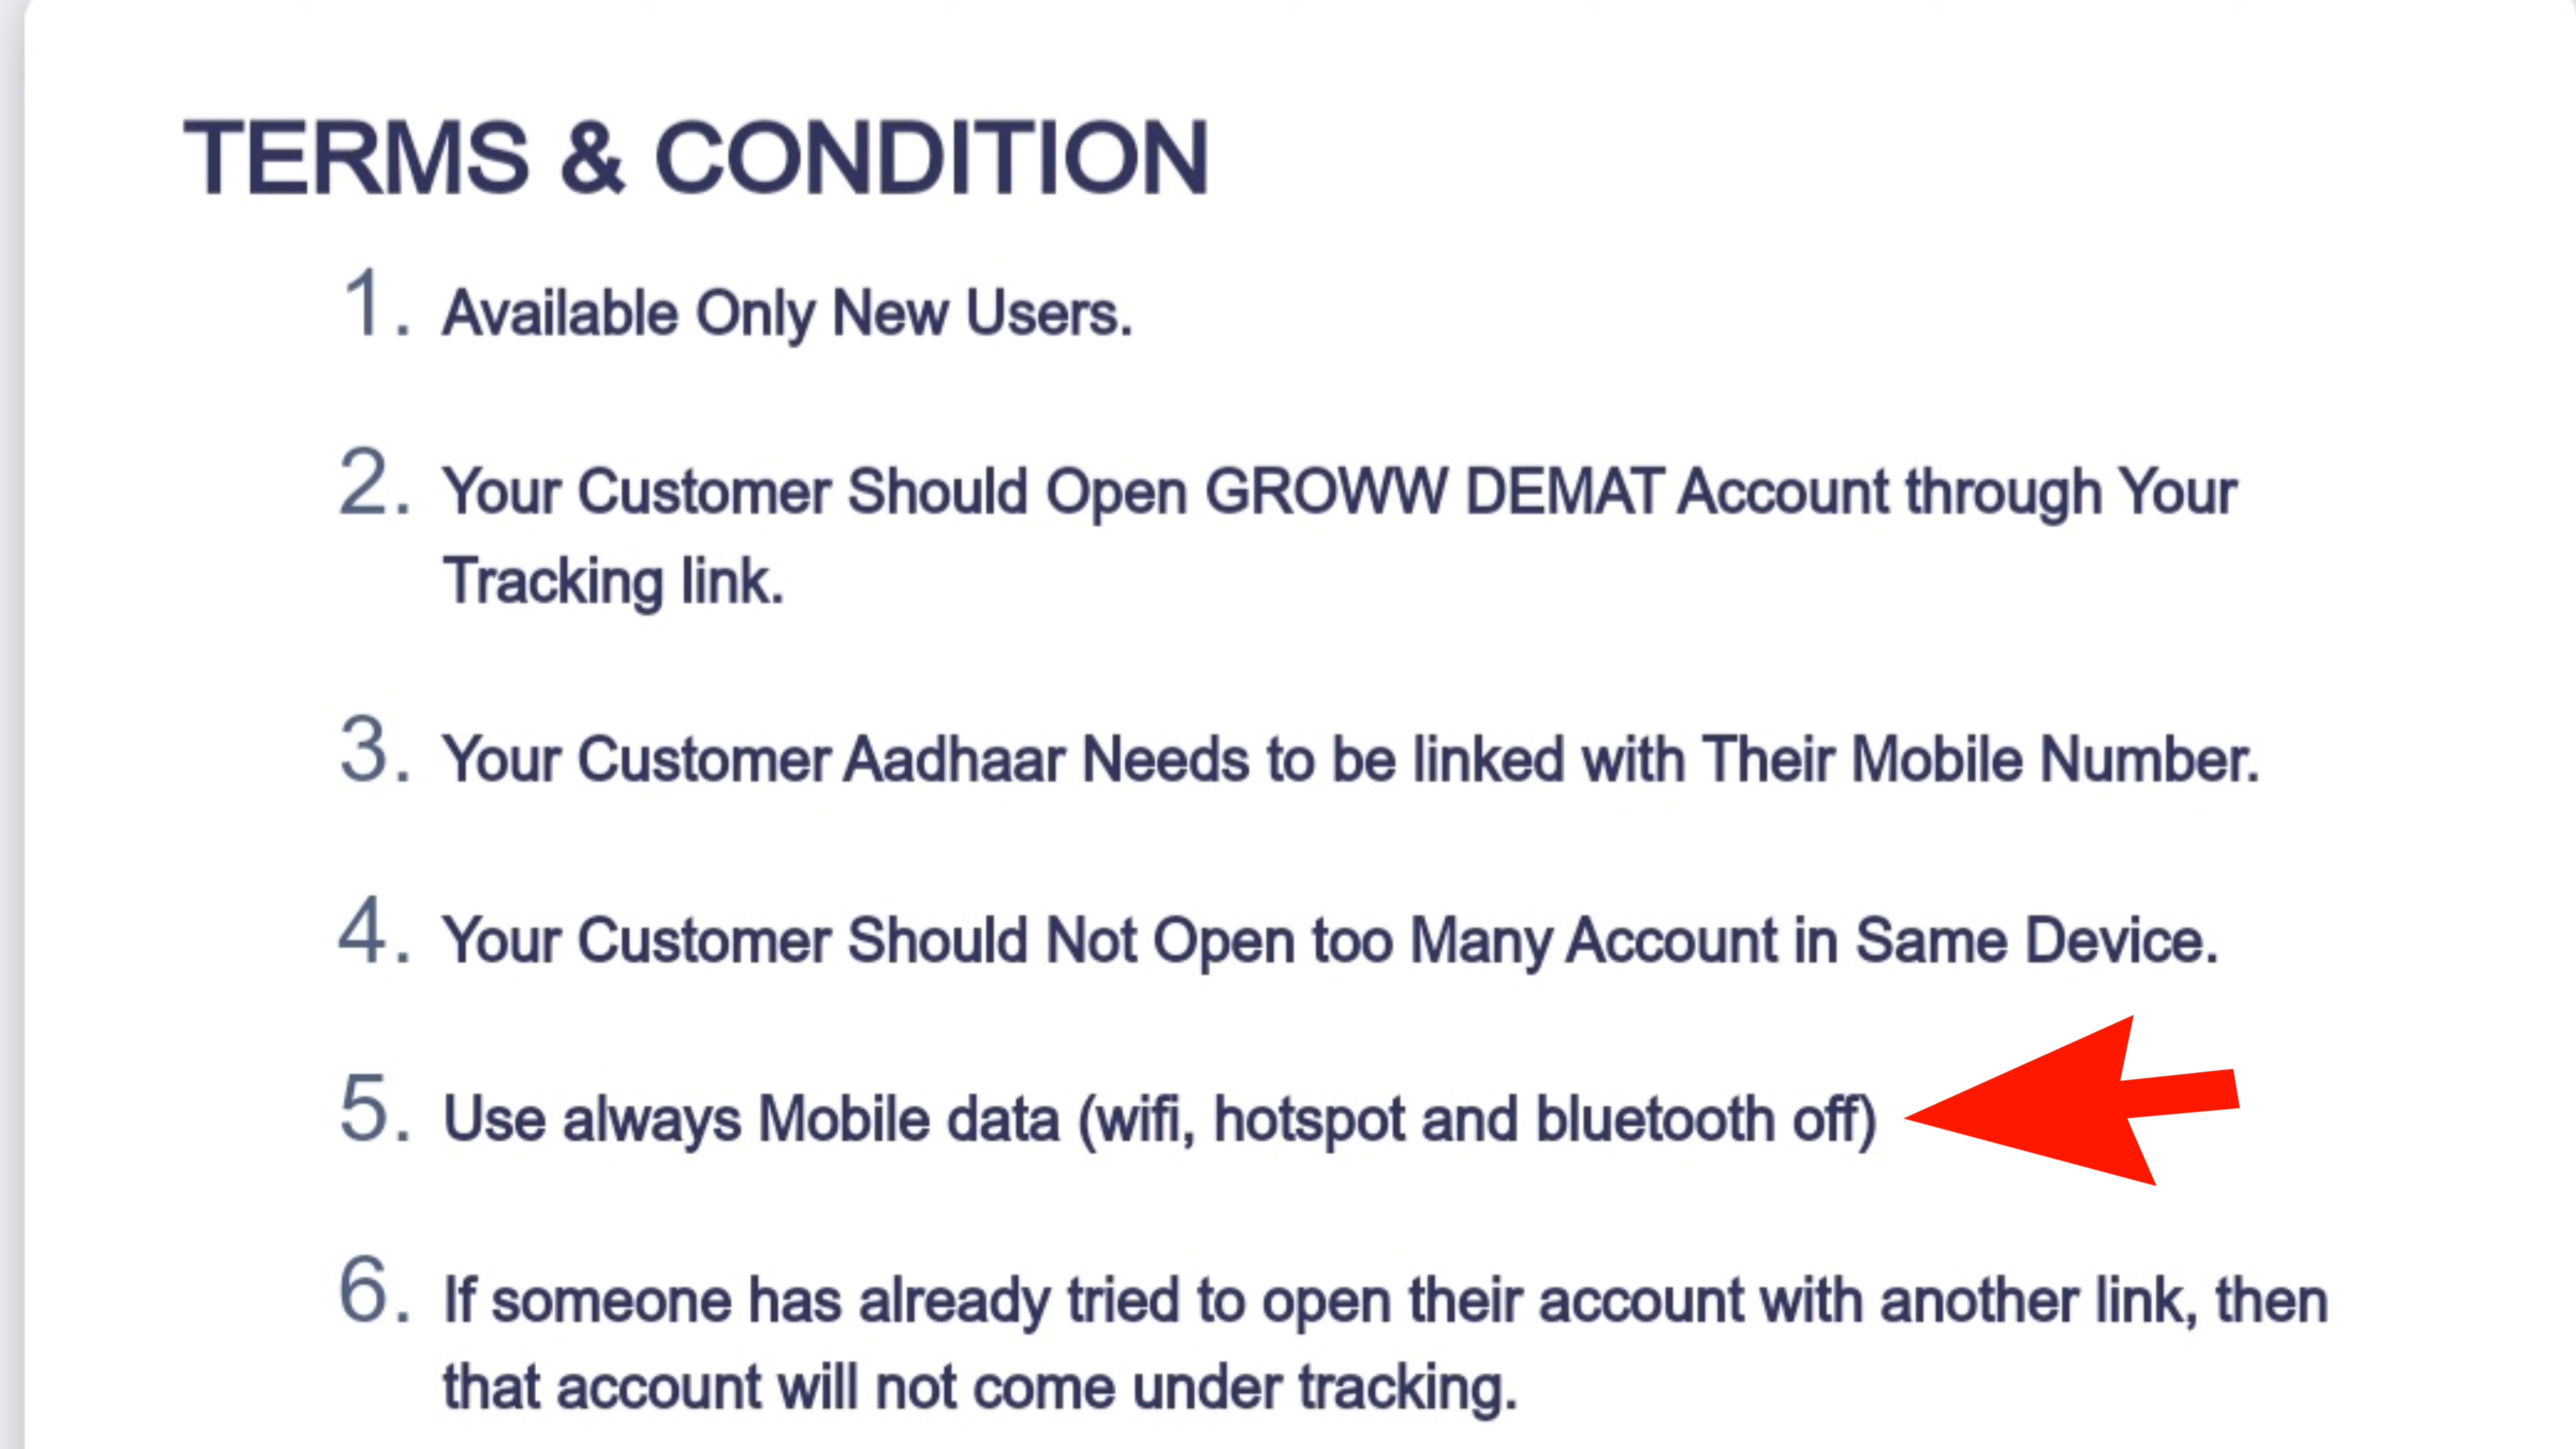 TERMS & CONDITION
1. Available Only New Users.
2. Your Customer Should Open GROWW DEMAT Account through Your
Tracking link.
3. Your Customer Aadhaar Needs to be linked with Their Mobile Number.
4. Your Customer Should Not Open too Many Account in Same Device.
5. Use always Mobile data (wifi, hotspot and bluetooth off)
6. If someone has already tried to open their account with another link, then
that account will not come under tracking.